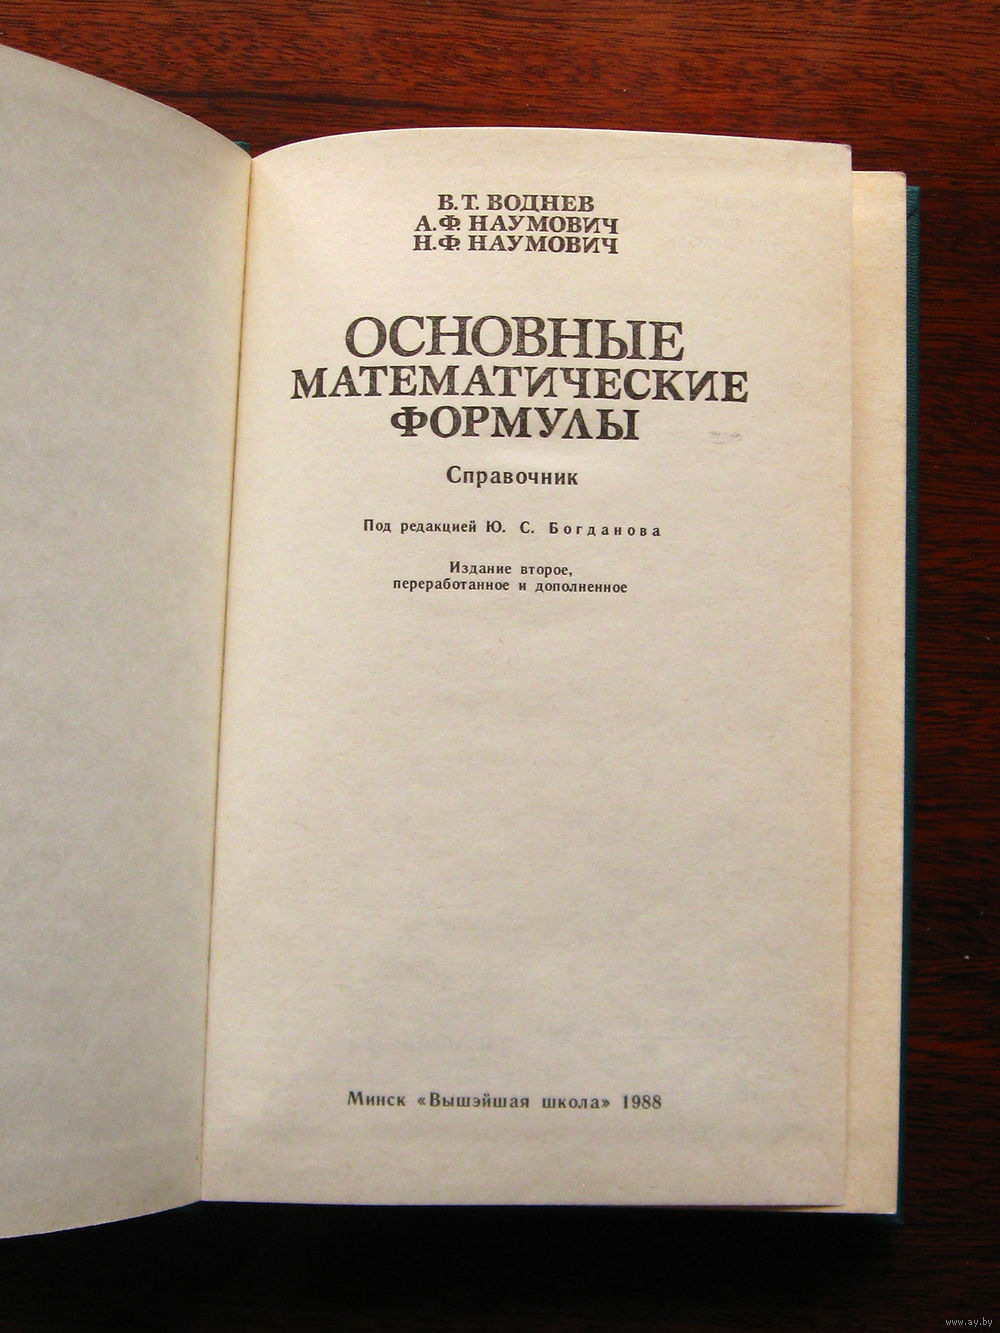 В.Т. ВОДНЕВ
А.Ф. НАУМОВИЧ
Н.Ф. НАУМОВИЧ
ОСНОВНЫЕ
МАТЕМАТИЧЕСКИЕ
ФОРМУЛЫ
Справочник
Под редакцией Ю. С. Богданова
Издание второе,
переработанное и дополненное
Минск «Вышэйшая школа» 1988
www.ay.by